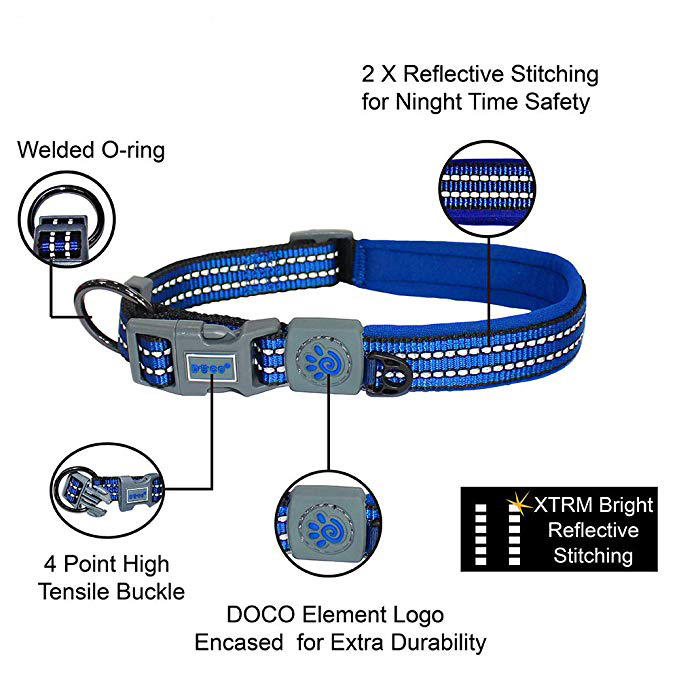 2 X Reflective Stitching
for Ninght Time Safety
Welded O-ring
DOCO®
4 Point High
Tensile Buckle
DOCO Element Logo
Encased for Extra Durability
XTRM Bright
Reflective
Stitching